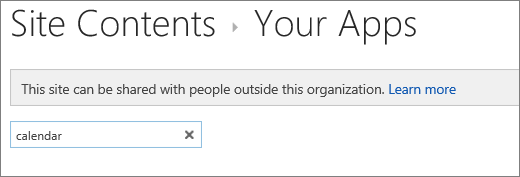 Site Contents ▸ Your Apps
This site can be shared with people outside this organization. Learn more
calendar